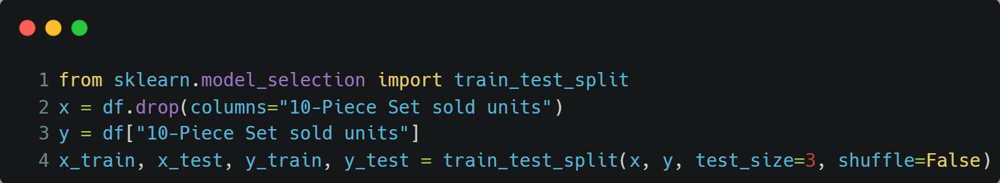 1 from sklearn.model_selection import train_test_split
2 x = df.drop(columns="10-Piece Set sold units")
3 y = df["10-Piece Set sold units"]
4 x_train, x_test, y_train, y_test = train_test_split(x, y, test_size=3, shuffle=False)